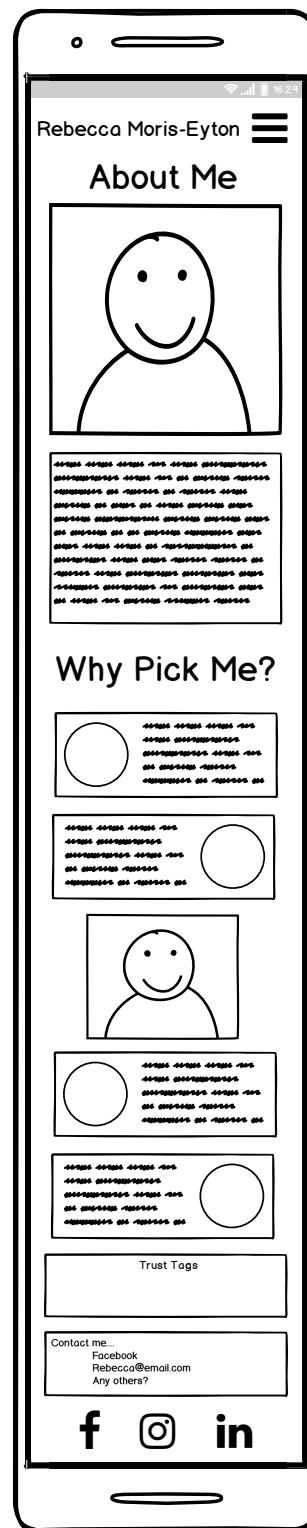 16:29
Rebecca Moris-Eyton
About Me
Why Pick Me?
Trust Tags
Contact me...
Facebook
Rebecca@email.com
Any others?
f
in